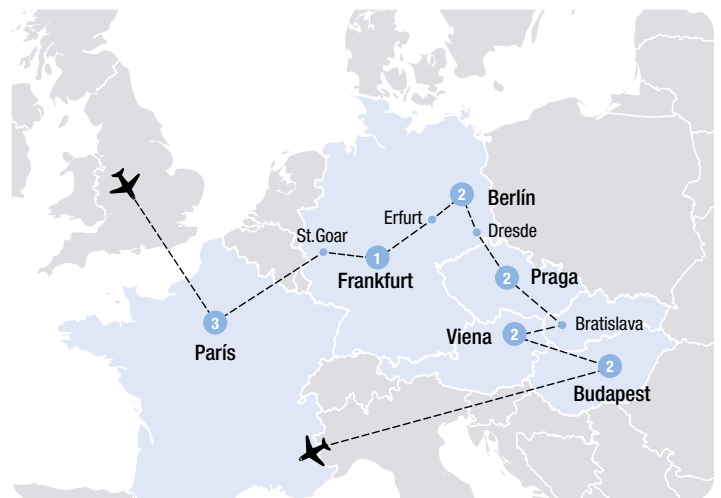 2
Berlín
Erfurt
Dresde
St.Goar
1
Frankfurt
2
Praga
3
París
Bratislava
Viena
2
2
Budapest